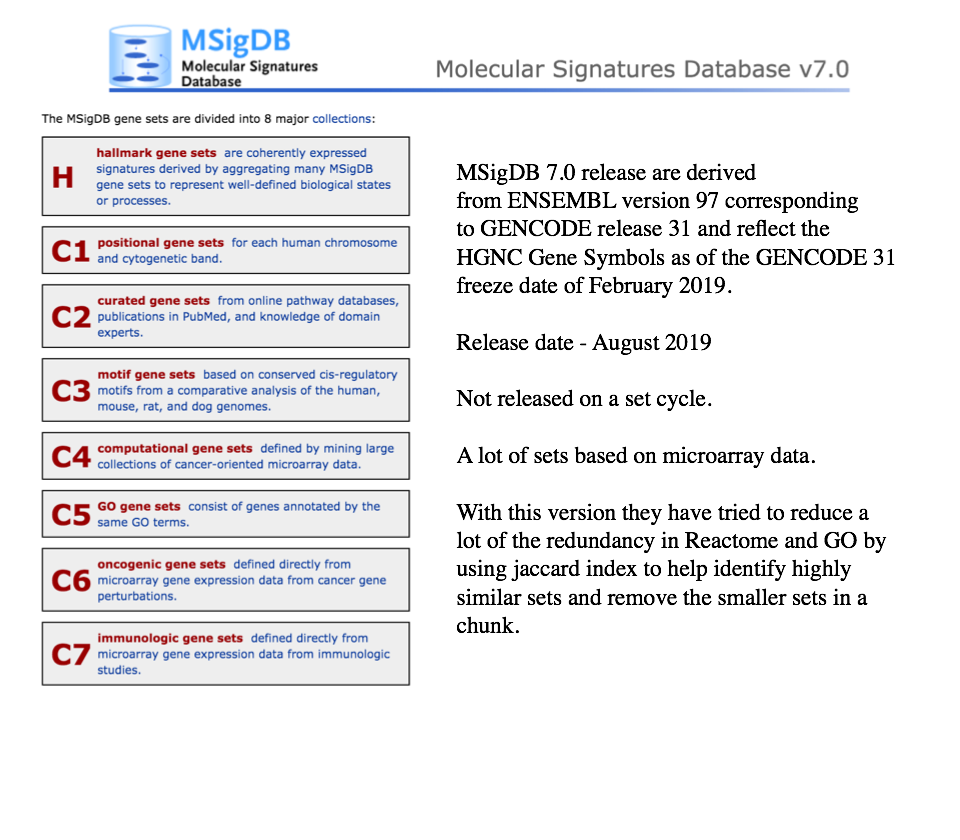 MSigDB
Molecular Signatures
Database
Molecular Signatures Database v7.0
The MSigDB gene sets are divided into 8 major collections:
H
hallmark gene sets are coherently expressed
signatures derived by aggregating many MSigDB
gene sets to represent well-defined biological states
or processes.
C1
positional gene sets for each human chromosome
and cytogenetic band.
C2
curated gene sets from online pathway databases,
publications in PubMed, and knowledge of domain
experts.
C3
motif gene sets based on conserved cis-regulatory
motifs from a comparative analysis of the human,
mouse, rat, and dog genomes.
C4
computational gene sets defined by mining large
collections of cancer-oriented microarray data.
C5
GO gene sets consist of genes annotated by the
same GO terms.
C6
oncogenic gene sets defined directly from
microarray gene expression data from cancer gene
perturbations.
C7
immunologic gene sets defined directly from
microarray gene expression data from immunologic
studies.
MSigDB 7.0 release are derived
from ENSEMBL version 97 corresponding
to GENCODE release 31 and reflect the
HGNC Gene Symbols as of the GENCODE 31
freeze date of February 2019.
Release date - August 2019
Not released on a set cycle.
A lot of sets based on microarray data.
With this version they have tried to reduce a
lot of the redundancy in Reactome and GO by
using jaccard index to help identify highly
similar sets and remove the smaller sets in a
chunk.